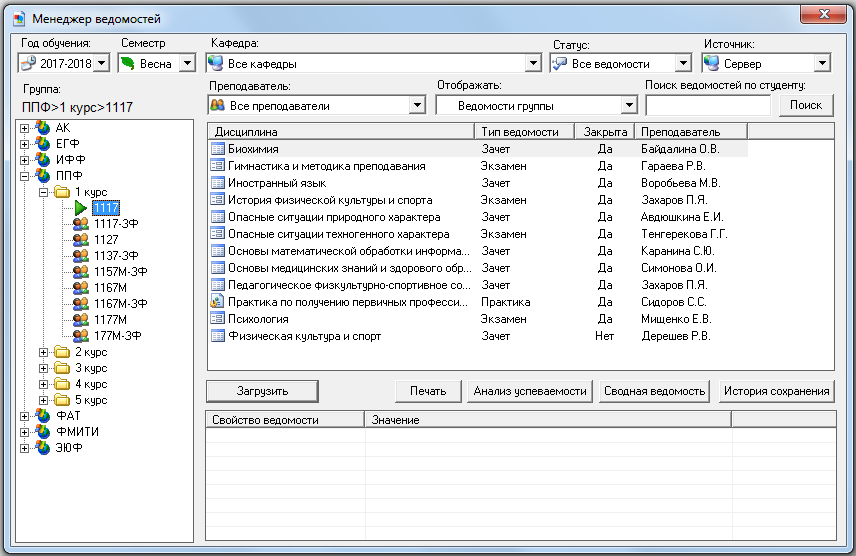 Менеджер ведомостей
Год обучения: Семестр Кафедра: Статус: Источник:
2017-2018 Весна Все кафедры Все ведомости Сервер
Группа: Преподаватель: Отображать: Поиск ведомостей по студенту:
ППФ>1 курс>1117 Все преподаватели Ведомости группы Поиск
АК
ЕГФ
ИФФ
ППФ
1 курс
1117
1117-ЗФ
1127
1137-ЗФ
1157М-ЗФ
1167М
1167М-ЗФ
1177М
177М-ЗФ
2 курс
3 курс
4 курс
5 курс
ФАТ
ФМИТИ
ЭЮФ
Дисциплина Тип ведомости Закрыта Преподаватель
Биохимия Зачет Да Байдалина О.В.
Гимнастика и методика преподавания Экзамен Да Гараева Р.В.
Иностранный язык Зачет Да Воробьева М.В.
История физической культуры и спорта Экзамен Да Захаров П.Я.
Опасные ситуации природного характера Зачет Да Авдюшкина Е.И.
Опасные ситуации техногенного характера Экзамен Да Тенгерекова Г.Г.
Основы математической обработки информа... Зачет Да Каранина С.Ю.
Основы медицинских знаний и здорового обр... Зачет Да Симонова О.И.
Педагогическое физкультурно-спортивное со... Зачет Да Захаров П.Я.
Практика по получению первичных професси... Практика Да Сидоров С.С.
Психология Экзамен Да Мищенко Е.В.
Физическая культура и спорт Зачет Нет Дерешев Р.В.
Загрузить Печать Анализ успеваемости Сводная ведомость История сохранения
Свойство ведомости Значение